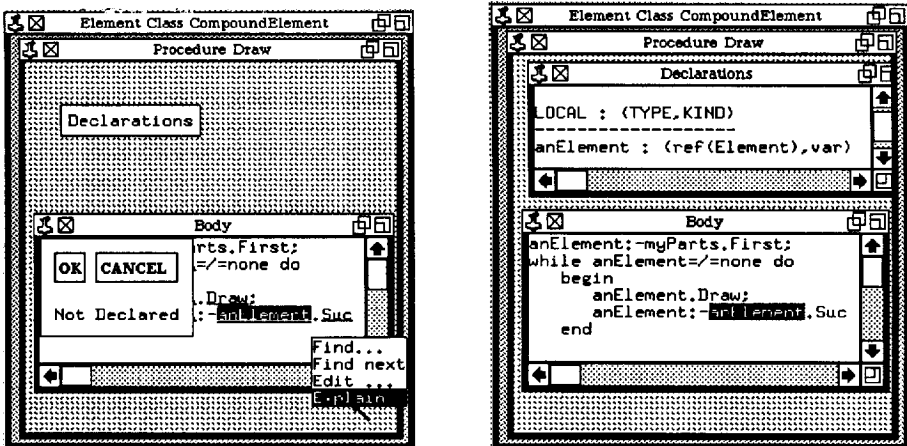 Element Class CompoundElement
Procedure Draw
Declarations
Body
rts.First;
=/=none do
OK CANCEL
.Draw;
Not Declared
:-anElement.Suc
Find...
Find next
Edit ...
Explain
Element Class CompoundElement
Procedure Draw
Declarations
LOCAL : (TYPE,KIND)
--------------------
anElement : (ref(Element),var)
Body
anElement:-myParts.First;
while anElement=/=none do
begin
anElement.Draw;
anElement:-anElement.Suc
end